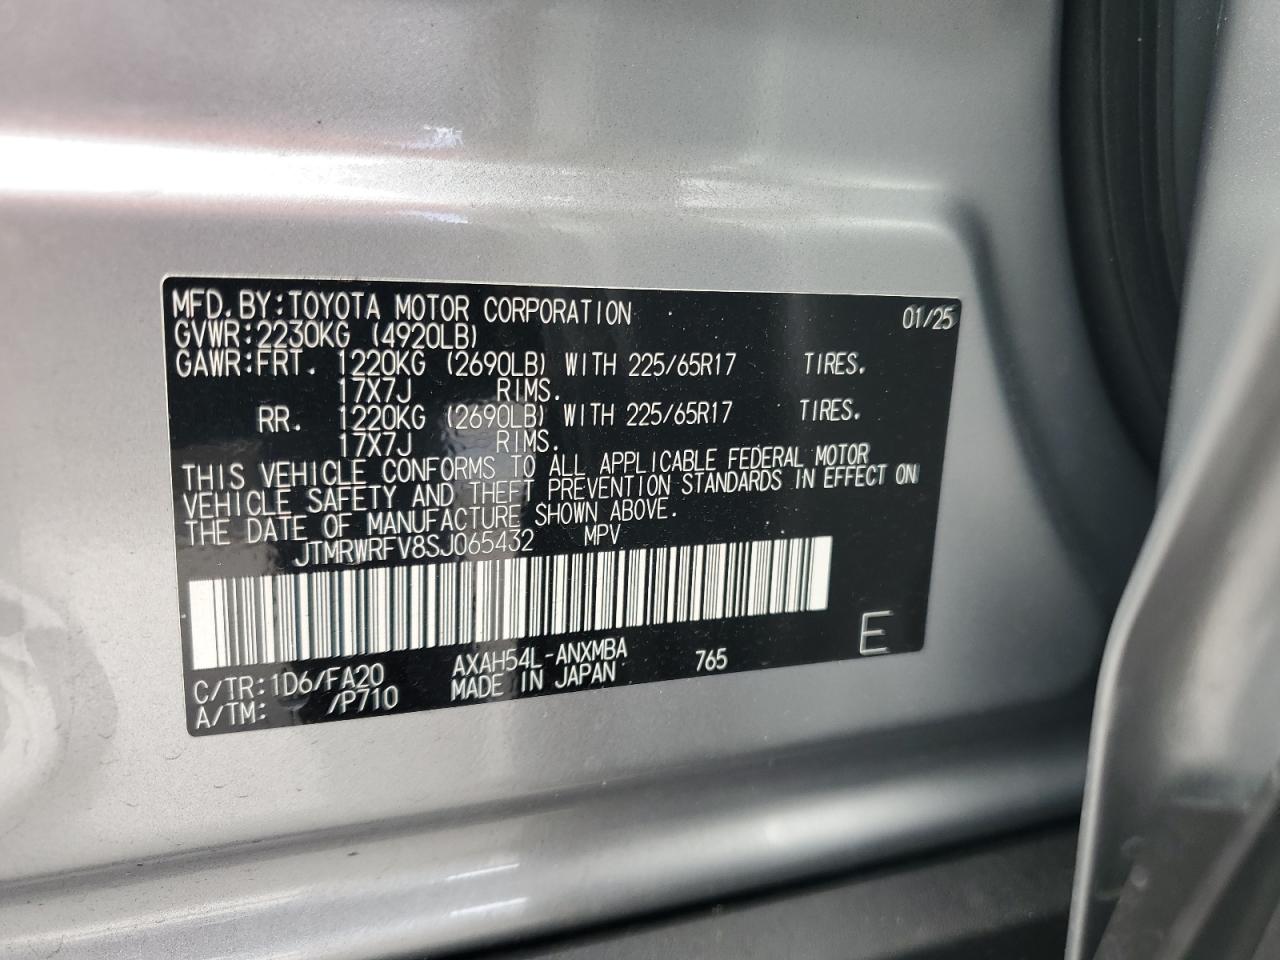 MFD.BY:TOYOTA MOTOR CORPORATION 01/25
GVWR:2230KG (4920LB)
GAWR:FRT. 1220KG (2690LB) WITH 225/65R17 TIRES.
17X7J RIMS.
RR. 1220KG (2690LB) WITH 225/65R17 TIRES.
17X7J RIMS.
THIS VEHICLE CONFORMS TO ALL APPLICABLE FEDERAL MOTOR
VEHICLE SAFETY AND THEFT PREVENTION STANDARDS IN EFFECT ON
THE DATE OF MANUFACTURE SHOWN ABOVE.
JTMRWRFV8SJ065432 MPV
E
C/TR:1D6/FA20 AXAH54L-ANXMBA 765
A/TM: /P710 MADE IN JAPAN